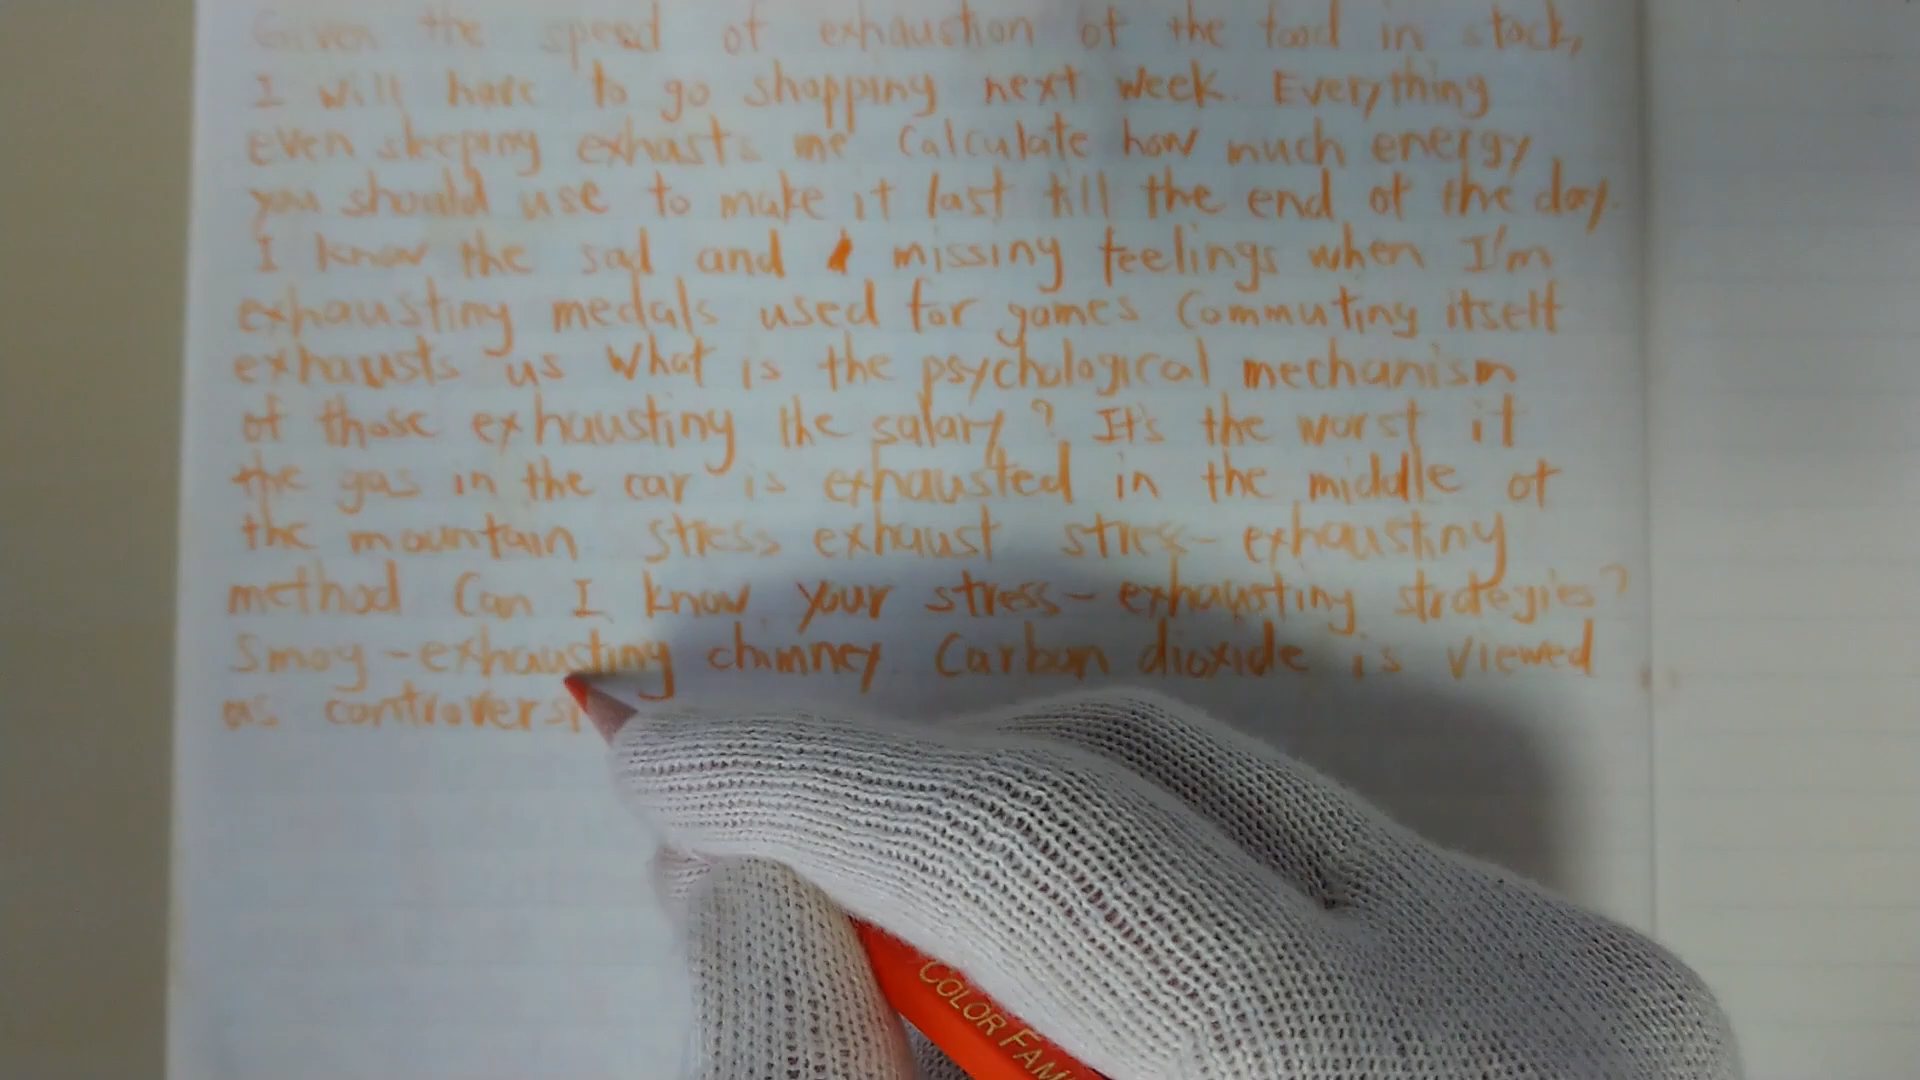 Given the speed of exhaustion of the food in stock,
I will have to go shopping next week. Everything
even sleeping exhasts me Calculate how much energy
you should use to make it last till the end of the day.
I know the sad and missing feelings when I'm
exhausting medals used for games Commuting itself
exhausts us What is the psychological mechanism
of those exhausting the salary? It's the worst if
the gas in the car is exhausted in the middle of
the mountain Stress exhaust stress-exhausting
method Can I know your stress-exhausting strategies?
Smog-exhausting chimney Carbon dioxide is viewed
as controversi
COLOR FAM